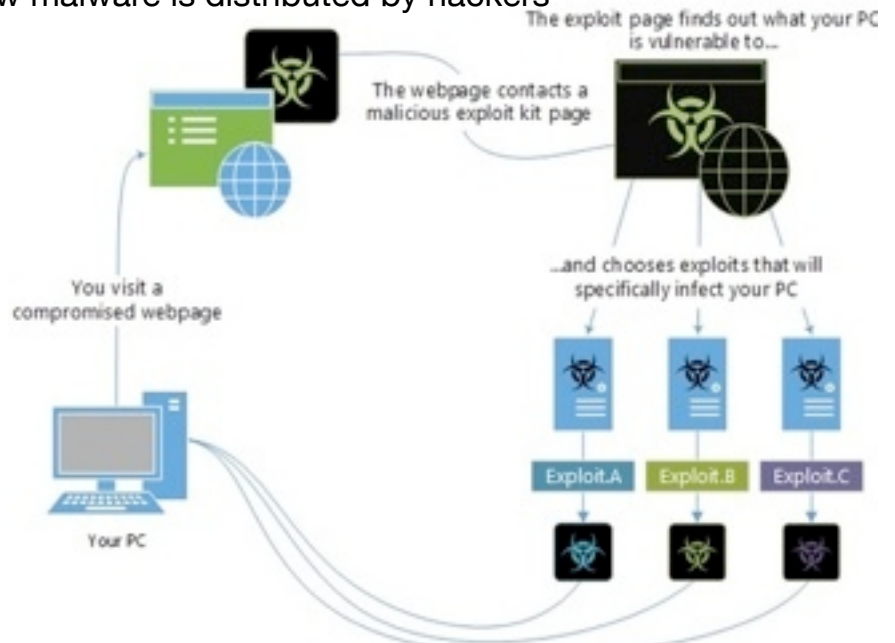 w malware is distributed by hackers
The exploit page finds out what your PC
is vulnerable to...
The webpage contacts a
malicious exploit kit page
...and chooses exploits that will
specifically infect your PC
You visit a
compromised webpage
Exploit.A
Exploit.B
Exploit.C
Your PC